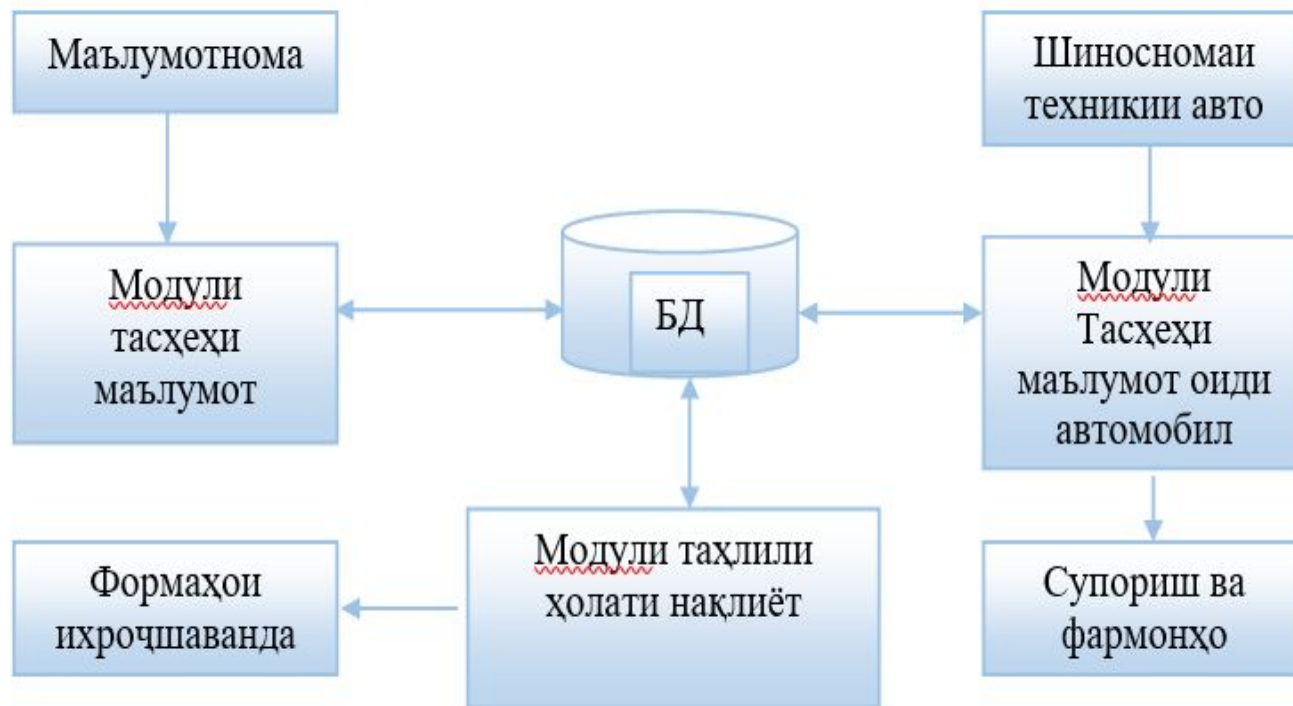 Маълумотнома
Шиносномаи
техникии авто
Модули
тасҳеҳи
маълумот
БД
Модули
Тасҳеҳи
маълумот оиди
автомобил
Модули таҳлили
ҳолати нақлиёт
Формаҳои
ихроҷшаванда
Супориш ва
фармонҳо